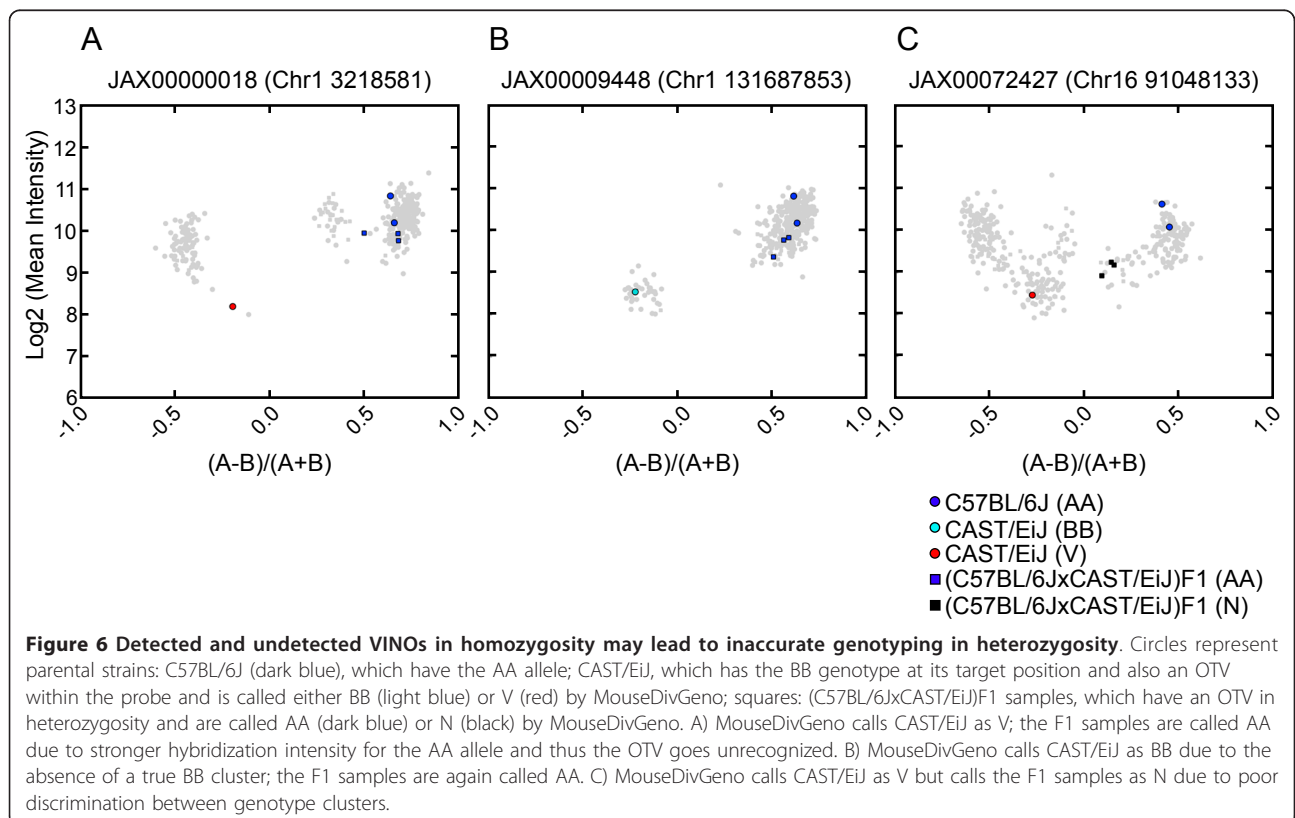 A
B
C
JAX00000018 (Chr1 3218581)
JAX00009448 (Chr1 131687853)
JAX00072427 (Chr16 91048133)
Log2 (Mean Intensity)
13
12
11
10
9
8
7
6
-1.0
-0.5
0.0
0.5
1.0
-0.5
0.0
0.5
1.0
-0.5
0.0
0.5
1.0
(A-B)/(A+B)
(A-B)/(A+B)
(A-B)/(A+B)
C57BL/6J (AA)
CAST/EiJ (BB)
CAST/EiJ (V)
(C57BL/6JxCAST/EiJ)F1 (AA)
(C57BL/6JxCAST/EiJ)F1 (N)
Figure 6 Detected and undetected VINOs in homozygosity may lead to inaccurate genotyping in heterozygosity. Circles represent
parental strains: C57BL/6J (dark blue), which have the AA allele; CAST/EiJ, which has the BB genotype at its target position and also an OTV
within the probe and is called either BB (light blue) or V (red) by MouseDivGeno; squares: (C57BL/6JxCAST/EiJ)F1 samples, which have an OTV in
heterozygosity and are called AA (dark blue) or N (black) by MouseDivGeno. A) MouseDivGeno calls CAST/EiJ as V; the F1 samples are called AA
due to stronger hybridization intensity for the AA allele and thus the OTV goes unrecognized. B) MouseDivGeno calls CAST/EiJ as BB due to the
absence of a true BB cluster; the F1 samples are again called AA. C) MouseDivGeno calls CAST/EiJ as V but calls the F1 samples as N due to poor
discrimination between genotype clusters.